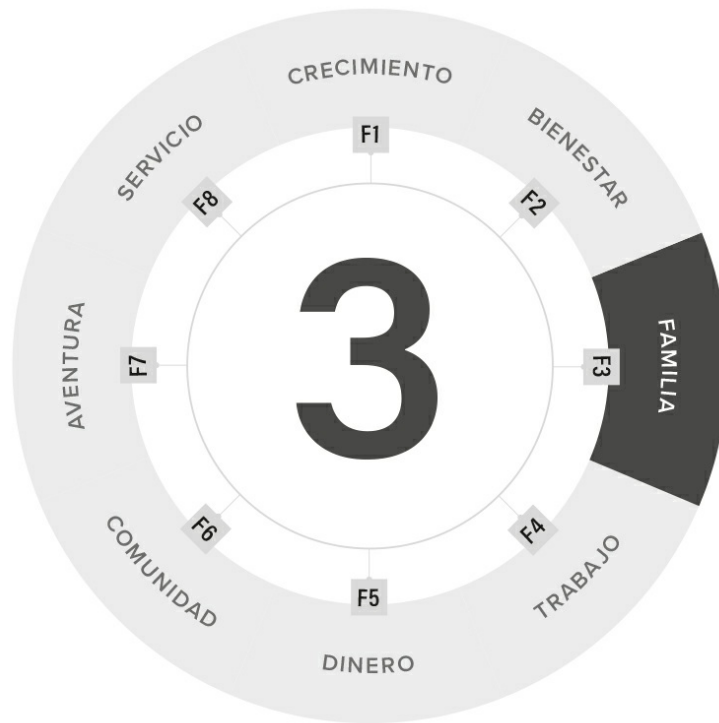 CRECIMIENTO
F1
BIENESTAR
F2
FAMILIA
F3
TRABAJO
F4
DINERO
F5
COMUNIDAD
F6
AVENTURA
F7
SERVICIO
F8
3